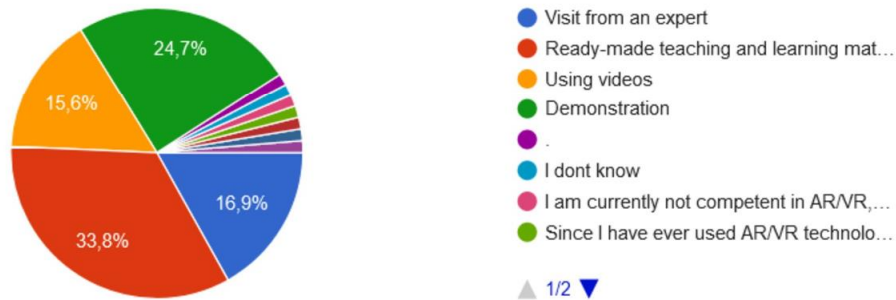 24,7%
15,6%
33,8%
16,9%
Visit from an expert
Ready-made teaching and learning mat...
Using videos
Demonstration
.
I dont know
I am currently not competent in AR/VR,...
Since I have ever used AR/VR technolo...
1/2